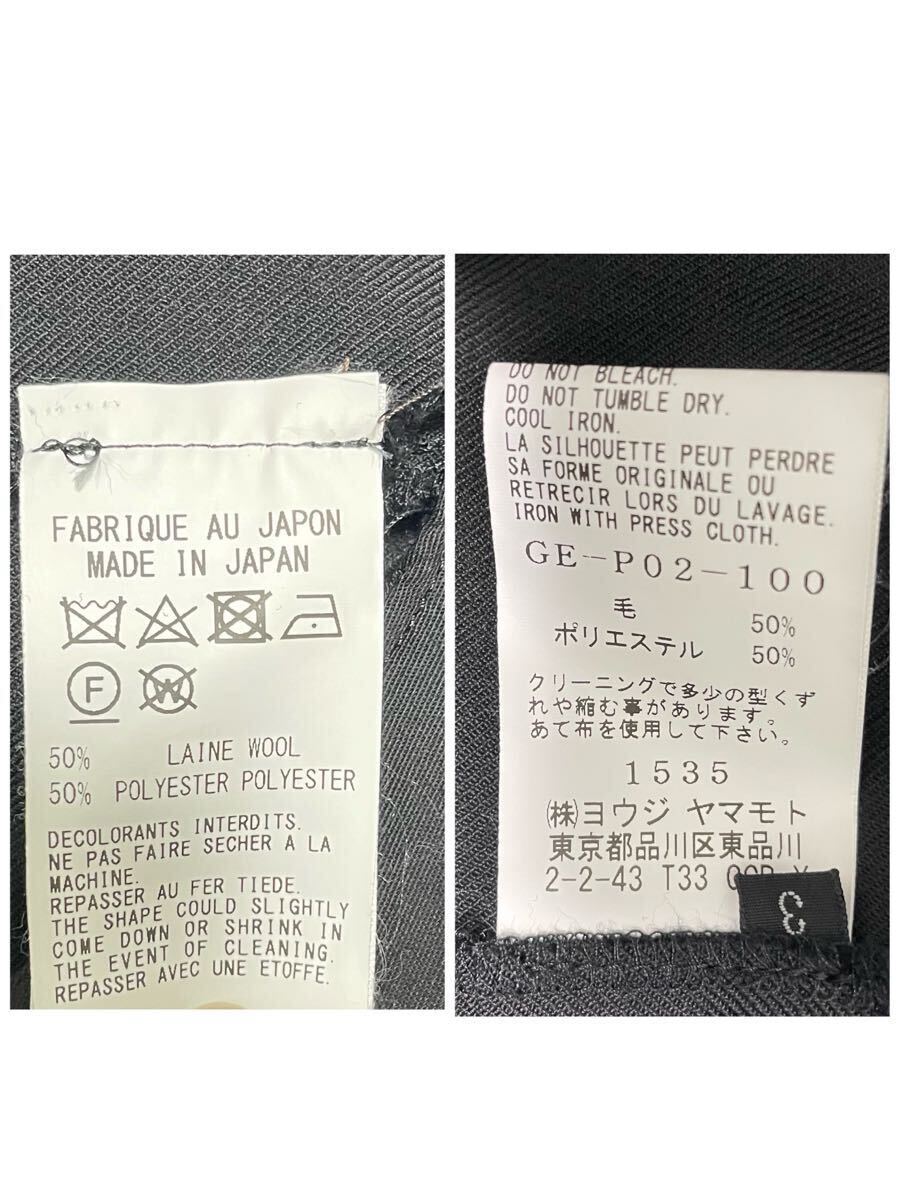 FABRIQUE AU JAPON
MADE IN JAPAN
F W
50% LAINE WOOL
50% POLYESTER POLYESTER
DECOLORANTS INTERDITS.
NE PAS FAIRE SECHER A LA
MACHINE.
REPASSER AU FER TIEDE.
THE SHAPE COULD SLIGHTLY
COME DOWN OR SHRINK IN
THE EVENT OF CLEANING.
REPASSER AVEC UNE ETOFFE.
DO NOT BLEACH.
DO NOT TUMBLE DRY.
COOL IRON.
LA SILHOUETTE PEUT PERDRE
SA FORME ORIGINALE OU
RETRECIR LORS DU LAVAGE.
IRON WITH PRESS CLOTH.
GE-P02-100
毛 50%
ポリエステル 50%
クリーニングで多少の型くず
れや縮む事があります。
あて布を使用して下さい。
1535
㈱ヨウジ ヤマモト
東京都品川区東品川
2-2-43 T33
3